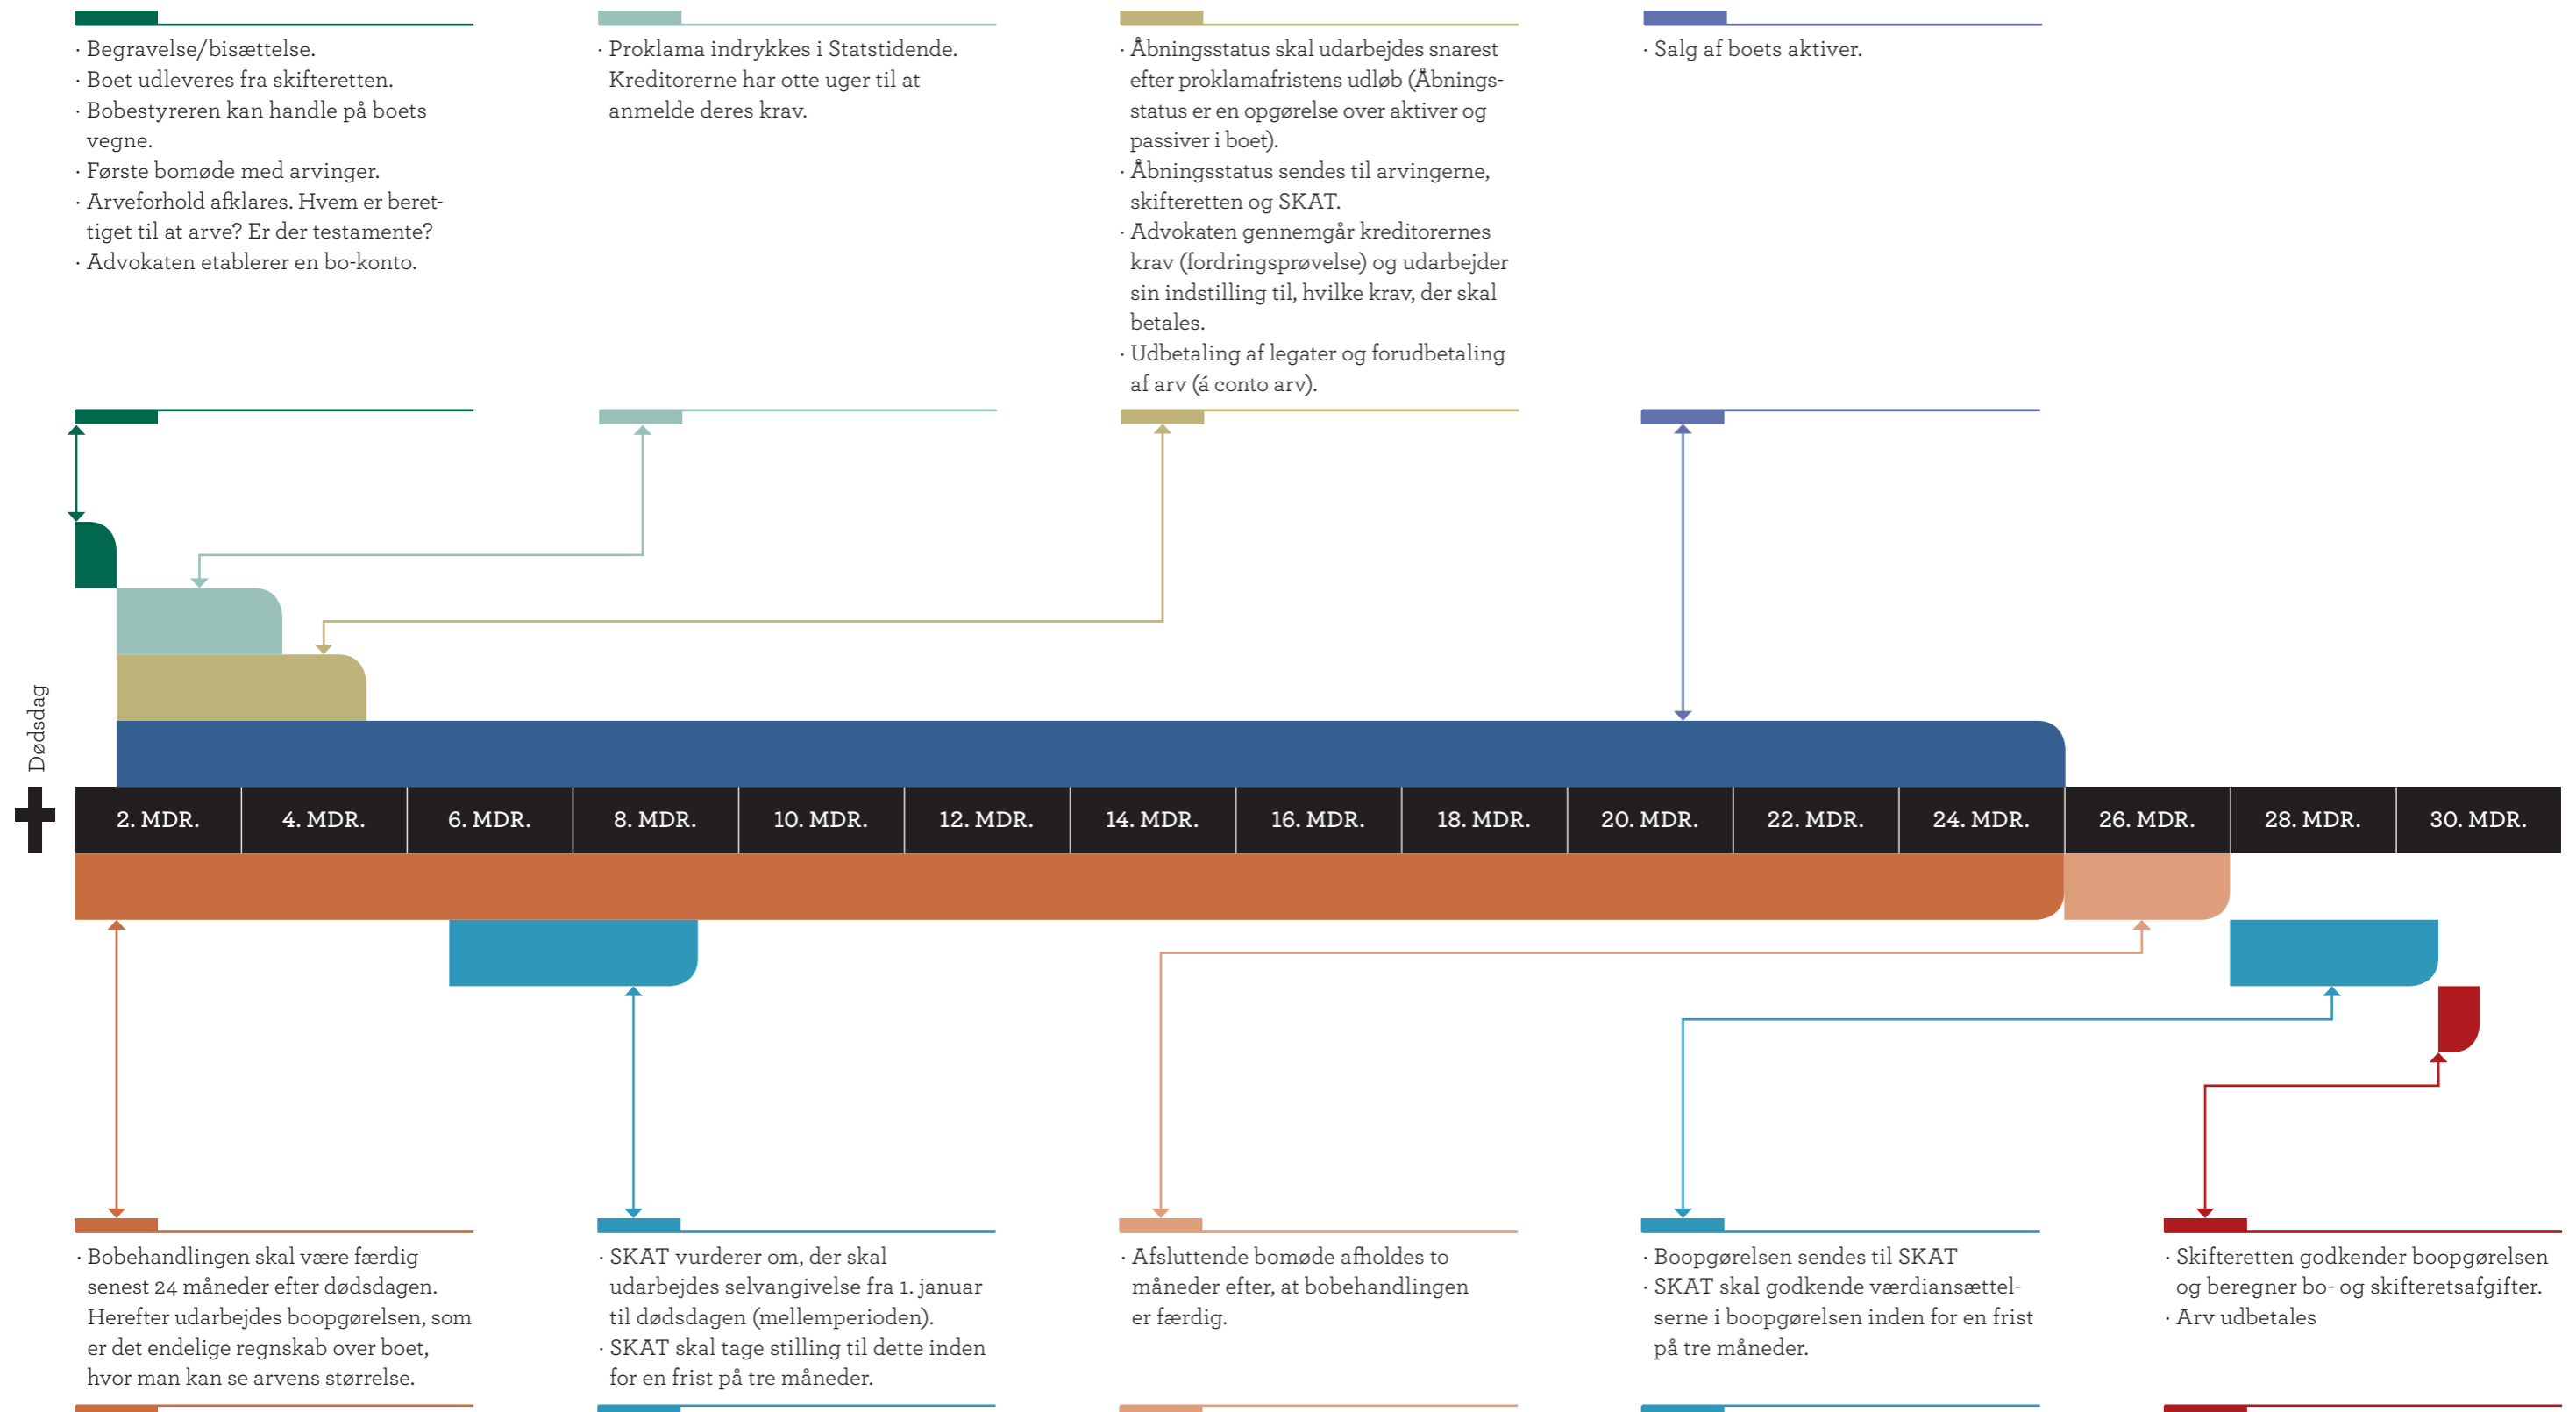 · Begravelse/bisættelse.
· Boet udleveres fra skifteretten.
· Bobestyreren kan handle på boets
vegne.
· Første bomøde med arvinger.
· Arveforhold afklares. Hvem er beret-
tiget til at arve? Er der testamente?
· Advokaten etablerer en bo-konto.
· Proklama indrykkes i Statstidende.
Kreditorerne har otte uger til at
anmelde deres krav.
· Åbningsstatus skal udarbejdes snarest
efter proklamafristens udløb (Åbnings-
status er en opgørelse over aktiver og
passiver i boet).
· Åbningsstatus sendes til arvingerne,
skifteretten og SKAT.
· Advokaten gennemgår kreditorernes
krav (fordringsprøvelse) og udarbejder
sin indstilling til, hvilke krav, der skal
betales.
· Udbetaling af legater og forudbetaling
af arv (á conto arv).
· Salg af boets aktiver.
Dødsdag
2. MDR.
4. MDR.
6. MDR.
8. MDR.
10. MDR.
12. MDR.
14. MDR.
16. MDR.
18. MDR.
20. MDR.
22. MDR.
24. MDR.
26. MDR.
28. MDR.
30. MDR.
· Bobehandlingen skal være færdig
senest 24 måneder efter dødsdagen.
Herefter udarbejdes boopgørelsen, som
er det endelige regnskab over boet,
hvor man kan se arvens størrelse.
· SKAT vurderer om, der skal
udarbejdes selvangivelse fra 1. januar
til dødsdagen (mellemperioden).
· SKAT skal tage stilling til dette inden
for en frist på tre måneder.
· Afsluttende bomøde afholdes to
måneder efter, at bobehandlingen
er færdig.
· Boopgørelsen sendes til SKAT
· SKAT skal godkende værdiansættel-
serne i boopgørelsen inden for en frist
på tre måneder.
· Skifteretten godkender boopgørelsen
og beregner bo- og skifteretsafgifter.
· Arv udbetales